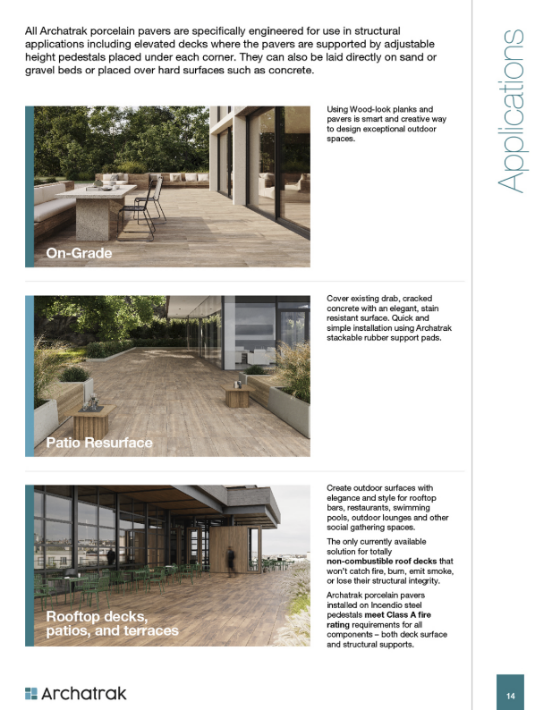 All Archatrak porcelain pavers are specifically engineered for use in structural
applications including elevated decks where the pavers are supported by adjustable
height pedestals placed under each corner. They can also be laid directly on sand or
gravel beds or placed over hard surfaces such as concrete.
Applications
Using Wood-look planks and
pavers is smart and creative way
to design exceptional outdoor
spaces.
On-Grade
Cover existing drab, cracked
concrete with an elegant, stain
resistant surface. Quick and
simple installation using Archatrak
stackable rubber support pads.
Patio Resurface
Create outdoor surfaces with
elegance and style for rooftop
bars, restaurants, swimming
pools, outdoor lounges and other
social gathering spaces.
The only currently available
solution for totally
non-combustible roof decks that
won't catch fire, burn, emit smoke,
or lose their structural integrity.
Archatrak porcelain pavers
installed on Incendio steel
pedestals meet Class A fire
rating requirements for all
components – both deck surface
and structural supports.
Rooftop decks,
patios, and terraces
Archatrak
14